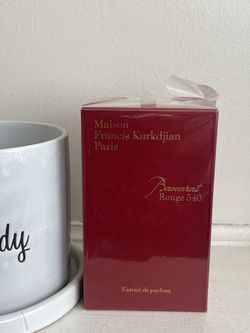 Maison
Francis Kurkdjian
Paris
Baccarat
Rouge 540
dy
Extrait de parfum